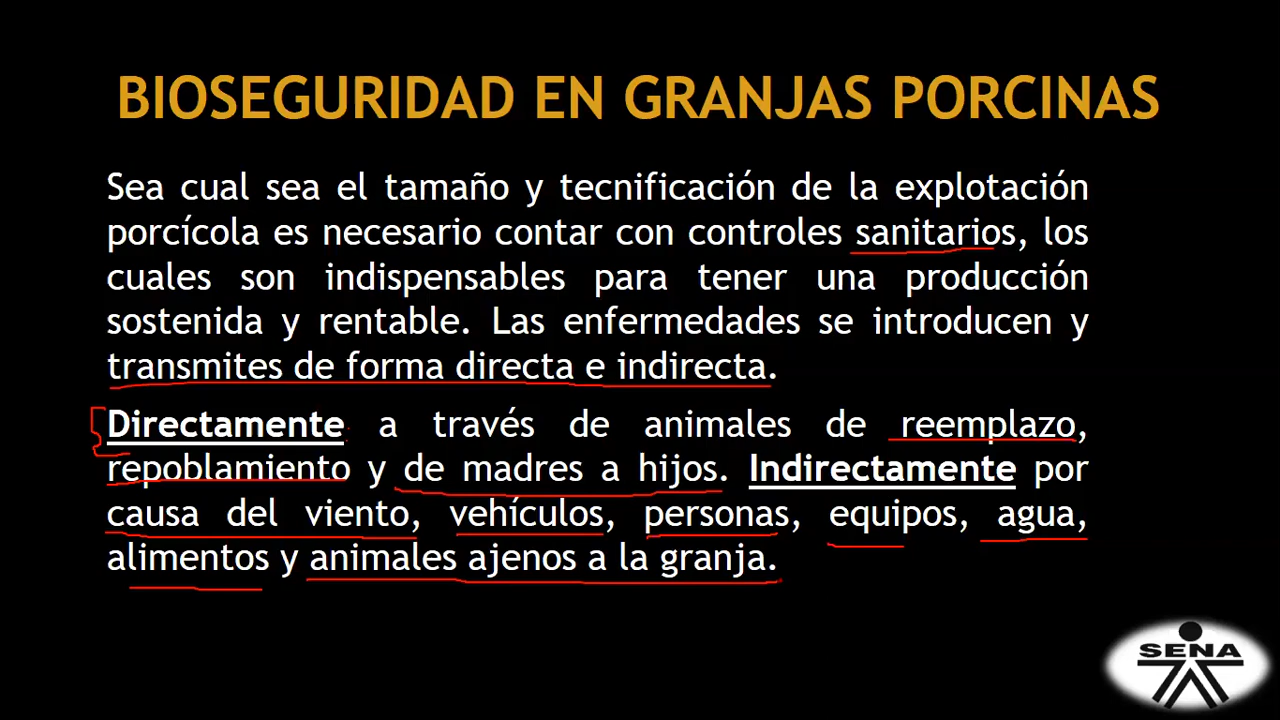 BIOSEGURIDAD EN GRANJAS PORCINAS
Sea cual sea el tamaño y tecnificación de la explotación
porcícola es necesario contar con controles sanitarios, los
cuales son indispensables para tener una producción
sostenida y rentable. Las enfermedades se introducen y
transmites de forma directa e indirecta.
Directamente a través de animales de reemplazo,
repoblamiento y de madres a hijos. Indirectamente por
causa del viento, vehículos, personas, equipos, agua,
alimentos y animales ajenos a la granja.
SENA